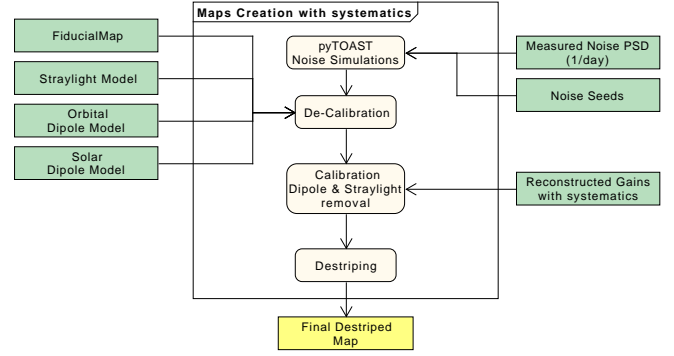 Maps Creation with systematics
FiducialMap
Straylight Model
Orbital
Dipole Model
Solar
Dipole Model
pyTOAST
Noise Simulations
De-Calibration
Calibration
Dipole & Straylight
removal
Destriping
Measured Noise PSD
(1/day)
Noise Seeds
Reconstructed Gains
with systematics
Final Destriped
Map